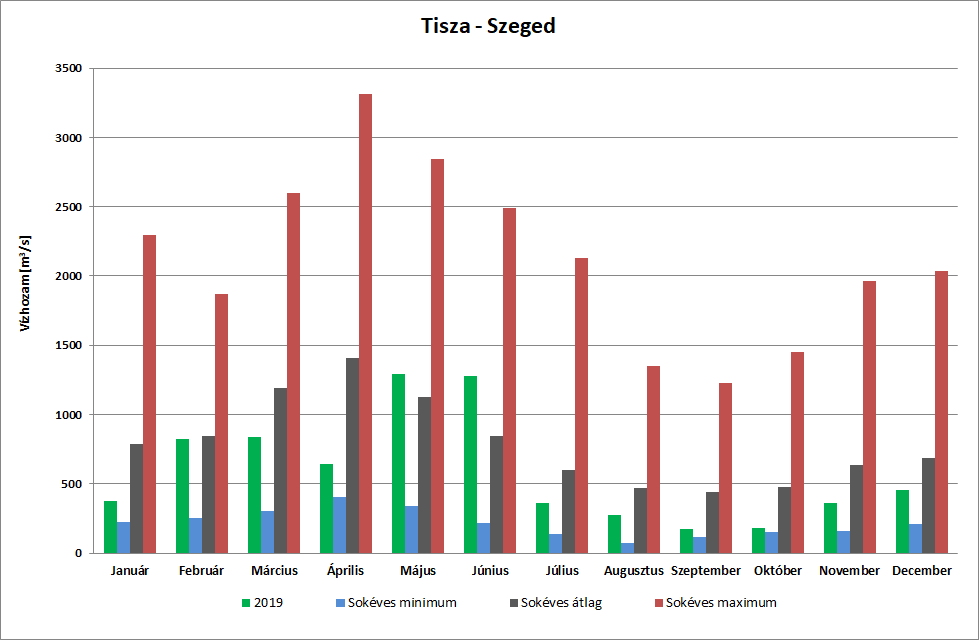 Tisza - Szeged
Vízhozam [m³/s]
3500
3000
2500
2000
1500
1000
500
0
Január Február Március Április Május Június Július Augusztus Szeptember Október November December
2019 Sokéves minimum Sokéves átlag Sokéves maximum